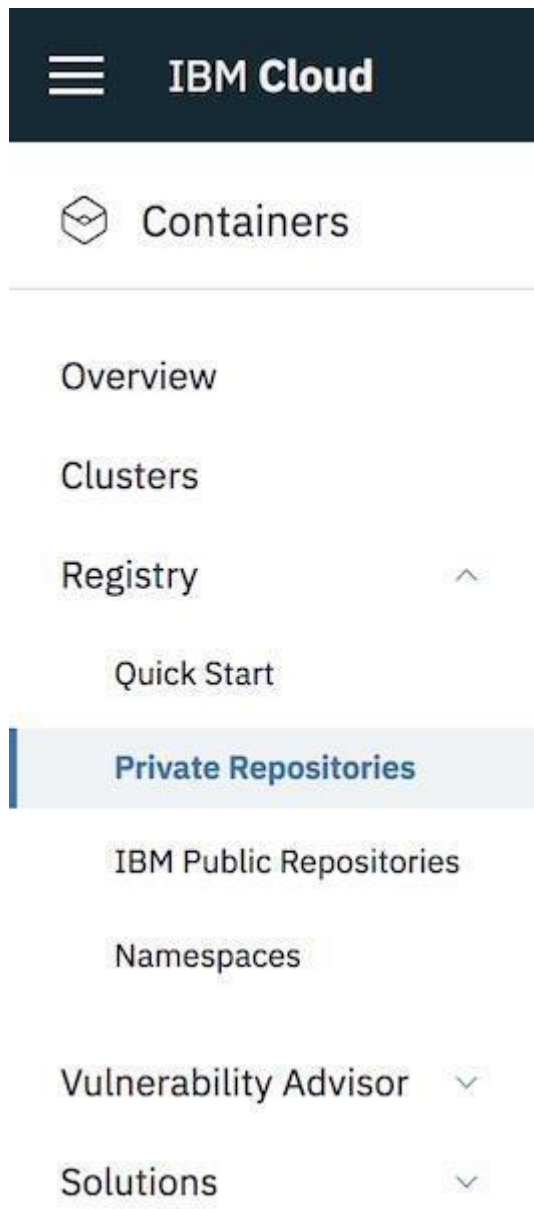 IBM Cloud
Containers
Overview
Clusters
Registry
Quick Start
Private Repositories
IBM Public Repositories
Namespaces
Vulnerability Advisor
Solutions